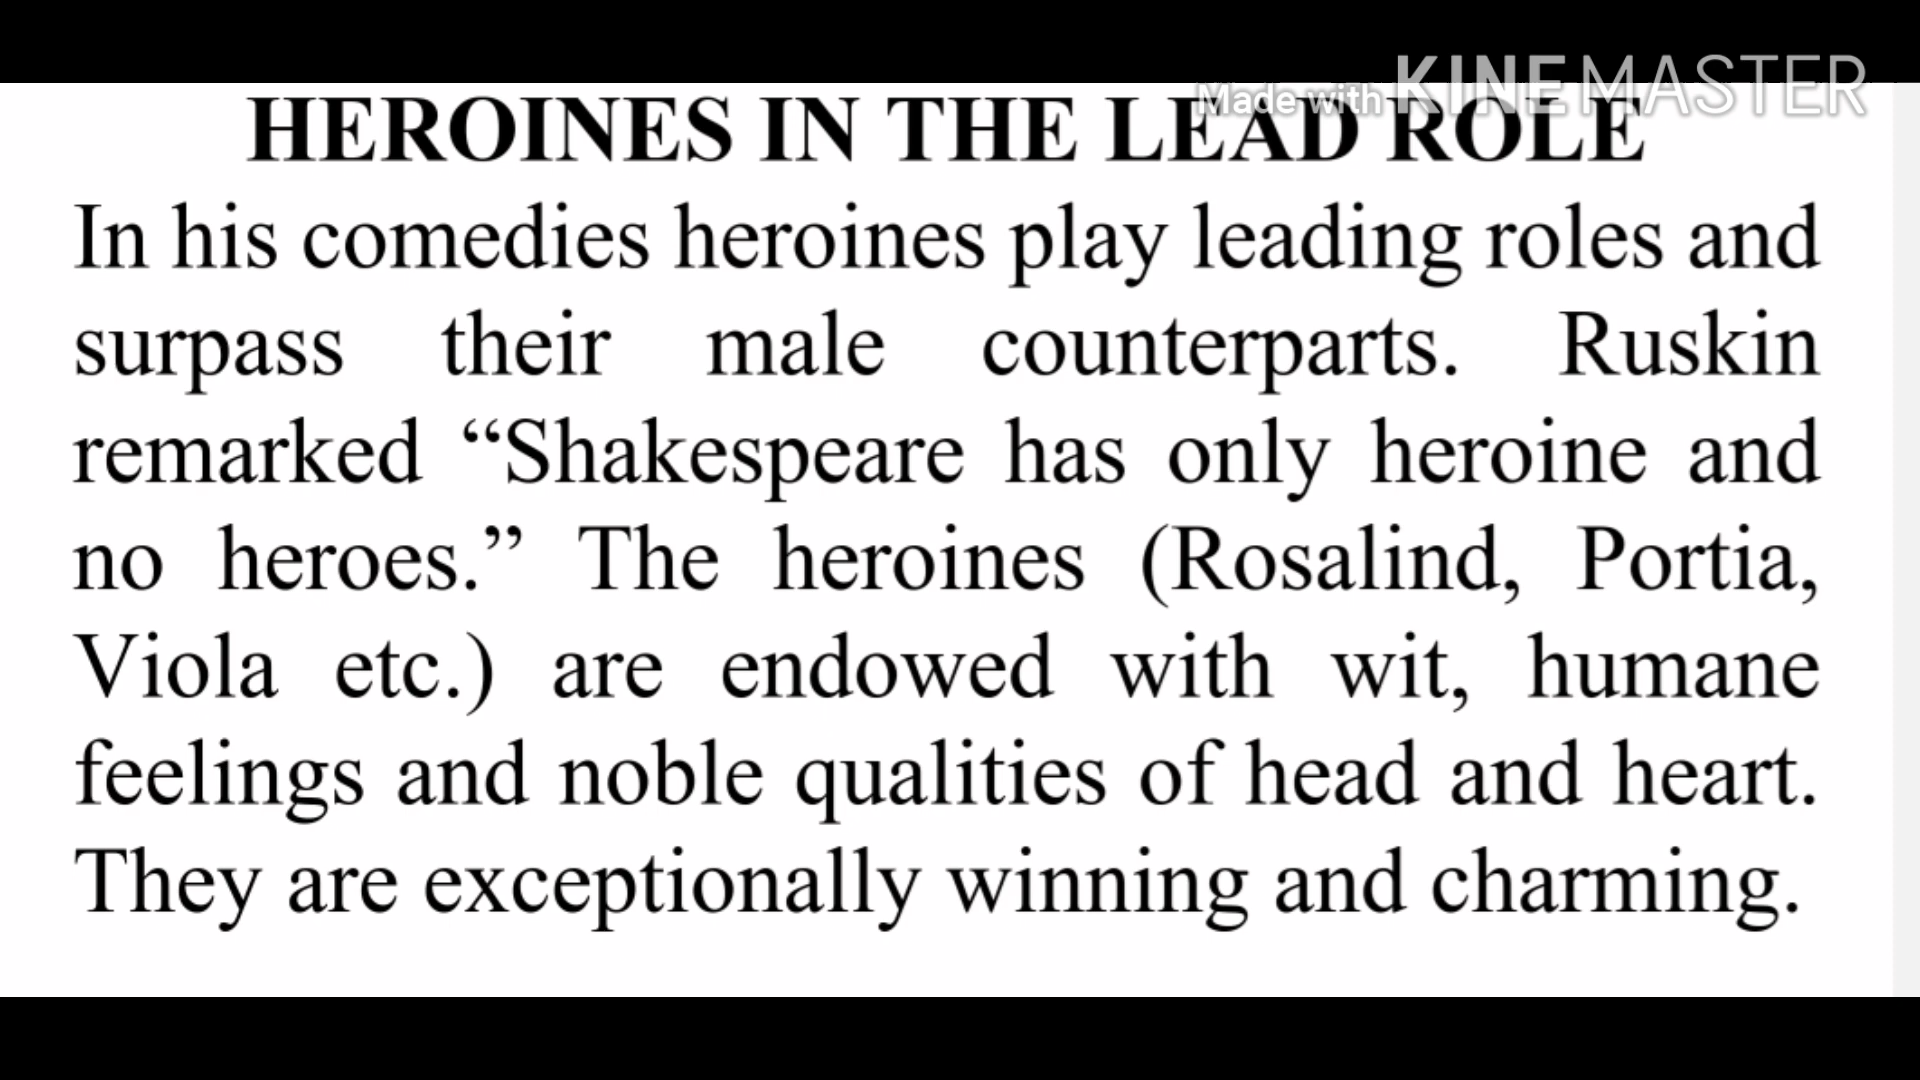 Made with KINEMASTER
HEROINES IN THE LEAD ROLE
In his comedies heroines play leading roles and
surpass their male counterparts. Ruskin
remarked “Shakespeare has only heroine and
no heroes.” The heroines (Rosalind, Portia,
Viola etc.) are endowed with wit, humane
feelings and noble qualities of head and heart.
They are exceptionally winning and charming.